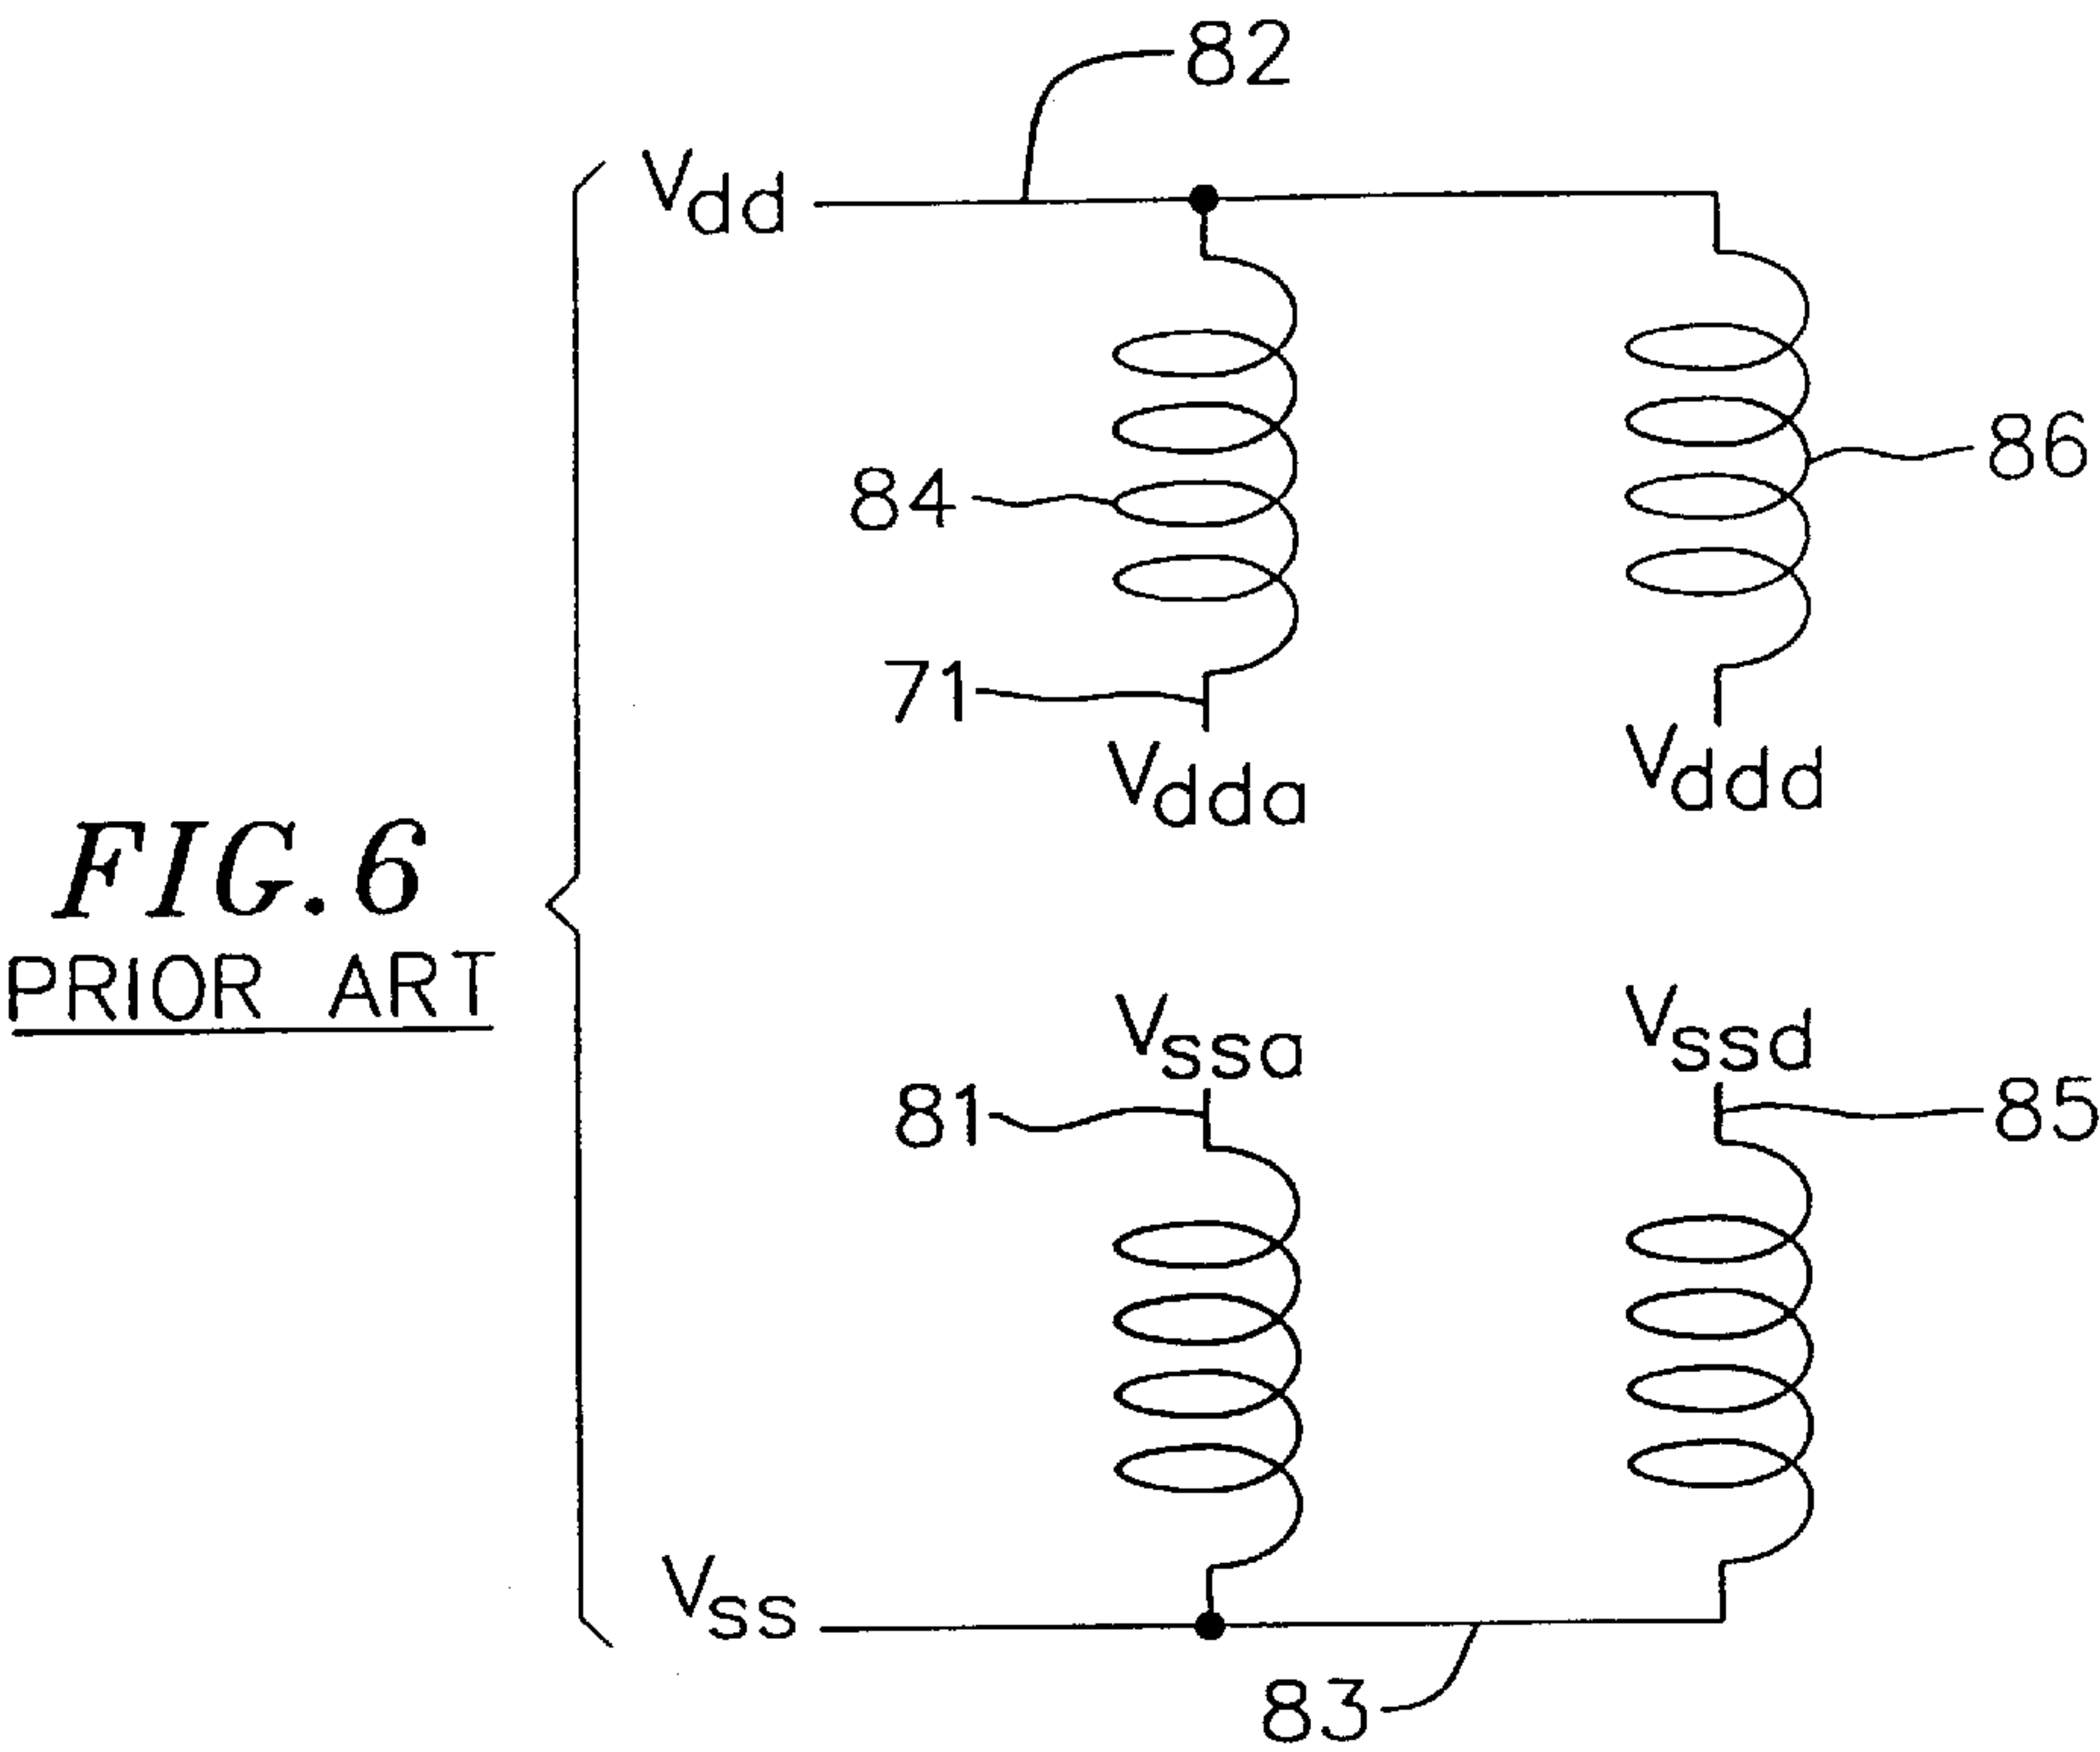 82
Vdd
86
84
71
Vdda
Vddd
FIG.6
PRIOR ART
Vssa
Vssd
81
85
Vss
83